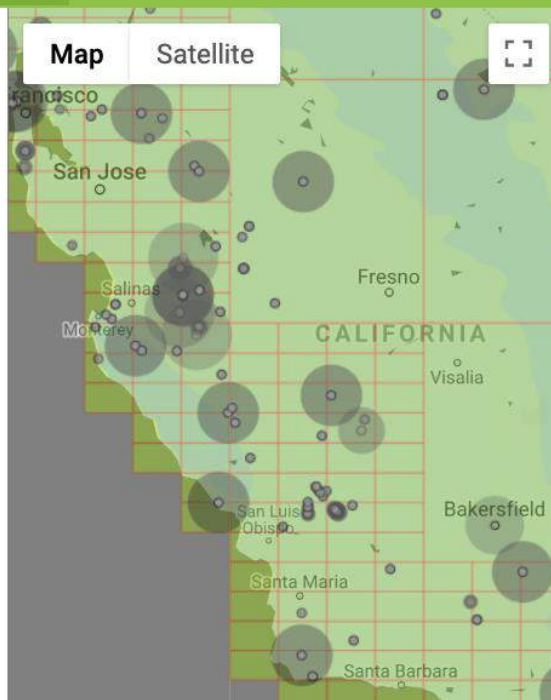 Map Satellite
rancisco
San Jose
Salinas
Monterey
Fresno
CALIFORNIA
Visalia
San Luis
Obispo
Bakersfield
Santa Maria
Santa Barbara